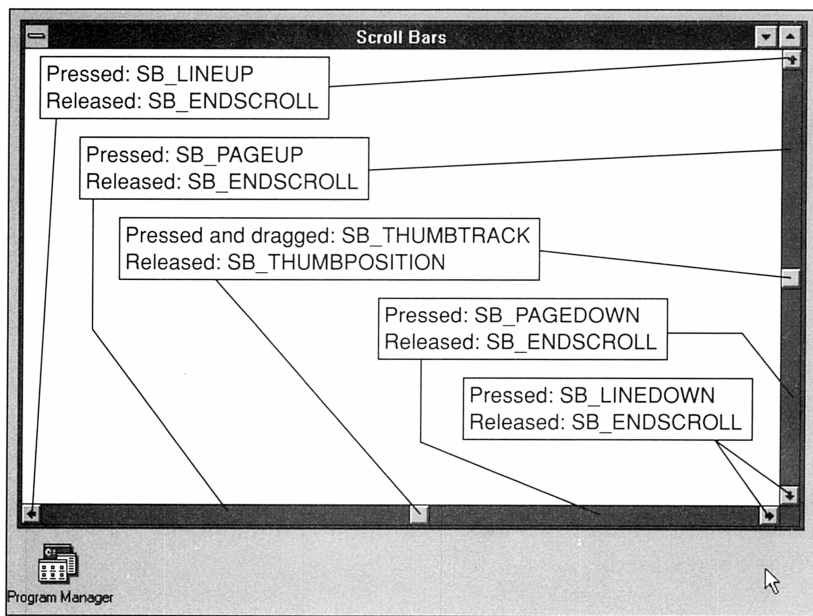 Scroll Bars
Pressed: SB_LINEUP
Released: SB_ENDSCROLL
Pressed: SB_PAGEUP
Released: SB_ENDSCROLL
Pressed and dragged: SB_THUMBTRACK
Released: SB_THUMBPOSITION
Pressed: SB_PAGEDOWN
Released: SB_ENDSCROLL
Pressed: SB_LINEDOWN
Released: SB_ENDSCROLL
Program Manager